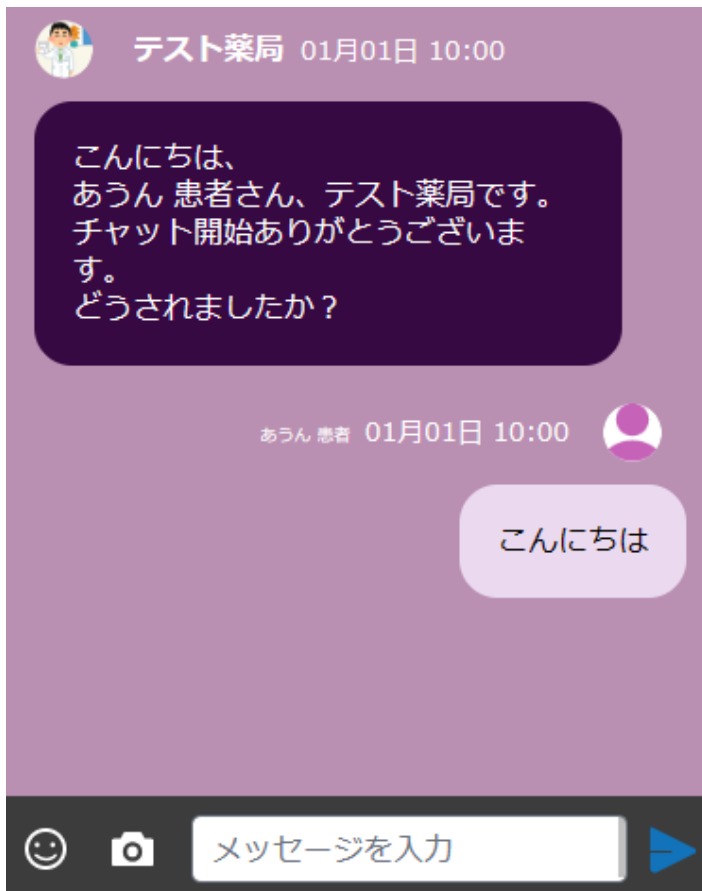 テスト薬局 01月01日 10:00
こんにちは、
あうん 患者さん、テスト薬局です。
チャット開始ありがとうございま
す。
どうされましたか？
あうん 患者 01月01日 10:00
こんにちは
メッセージを入力